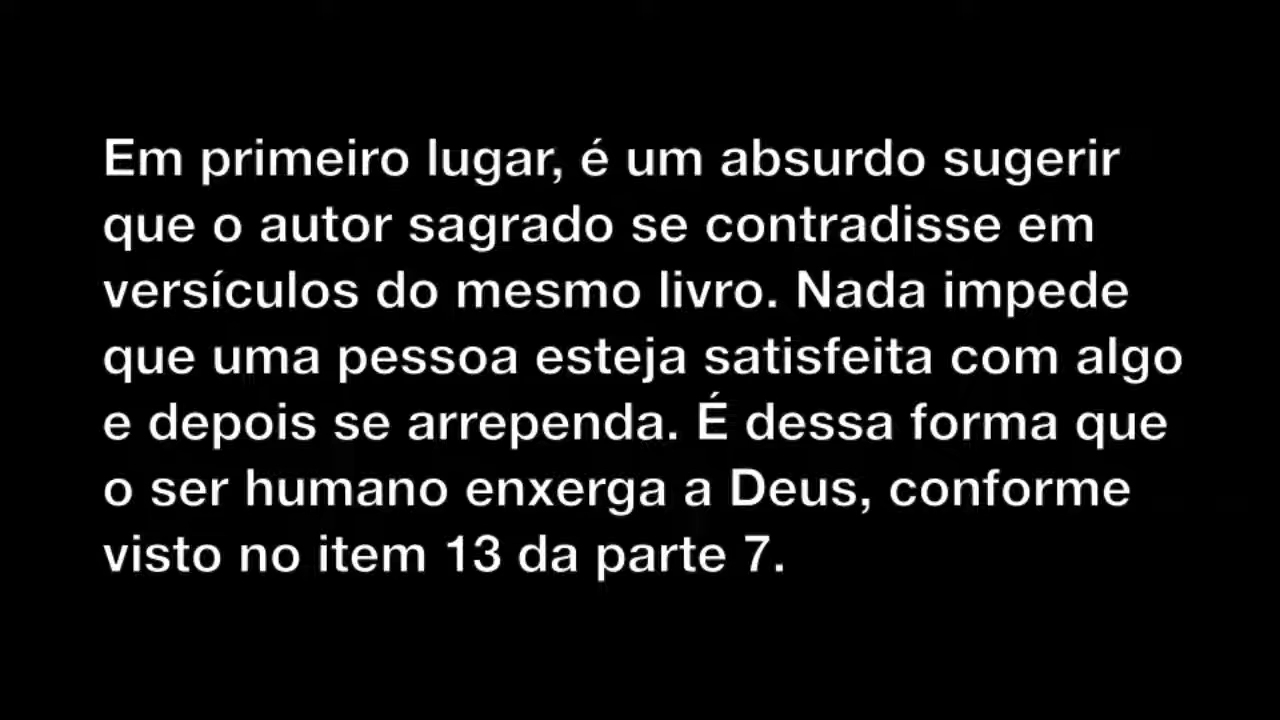 Em primeiro lugar, é um absurdo sugerir
que o autor sagrado se contradisse em
versículos do mesmo livro. Nada impede
que uma pessoa esteja satisfeita com algo
e depois se arrependa. É dessa forma que
o ser humano enxerga a Deus, conforme
visto no item 13 da parte 7.